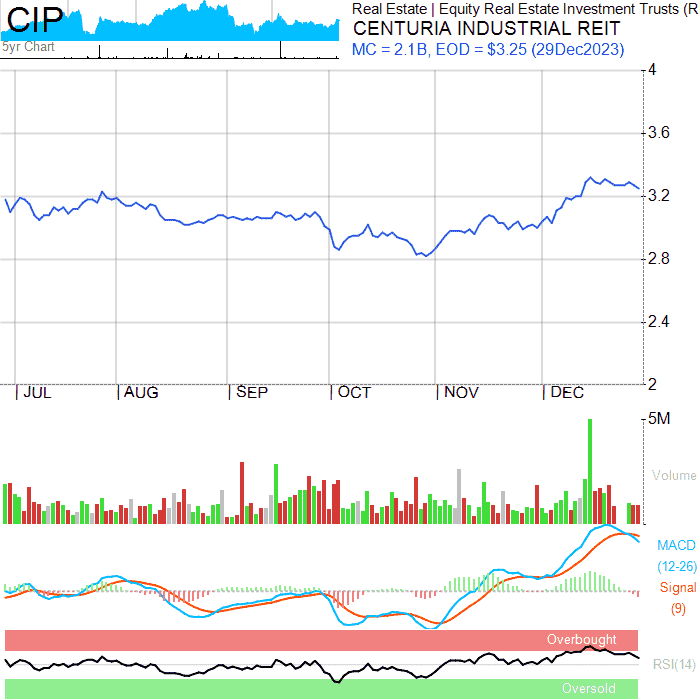 CIP
5yr Chart
Real Estate | Equity Real Estate Investment Trusts (R
CENTURIA INDUSTRIAL REIT
MC = 2.1B, EOD = $3.25 (29Dec2023)
4
3.6
3.2
2.8
2.4
2
| JUL | AUG | SEP | OCT | NOV | DEC
5M
Volume
MACD
(12-26)
Signal
(9)
Overbought
RSI(14)
Oversold